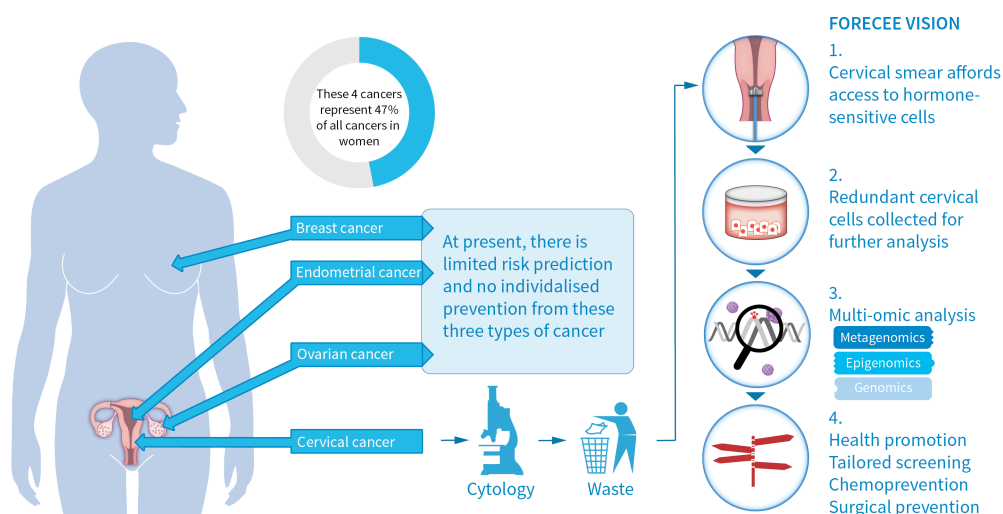 These 4 cancers
represent 47%
of all cancers in
women
Breast cancer
Endometrial cancer
Ovarian cancer
Cervical cancer
At present, there is
limited risk prediction
and no individualised
prevention from these
three types of cancer
Cytology
Waste
FORECEE VISION
1.
Cervical smear affords
access to hormone-
sensitive cells
2.
Redundant cervical
cells collected for
further analysis
3.
Multi-omic analysis
Metagenomics
Epigenomics
Genomics
4.
Health promotion
Tailored screening
Chemoprevention
Surgical prevention